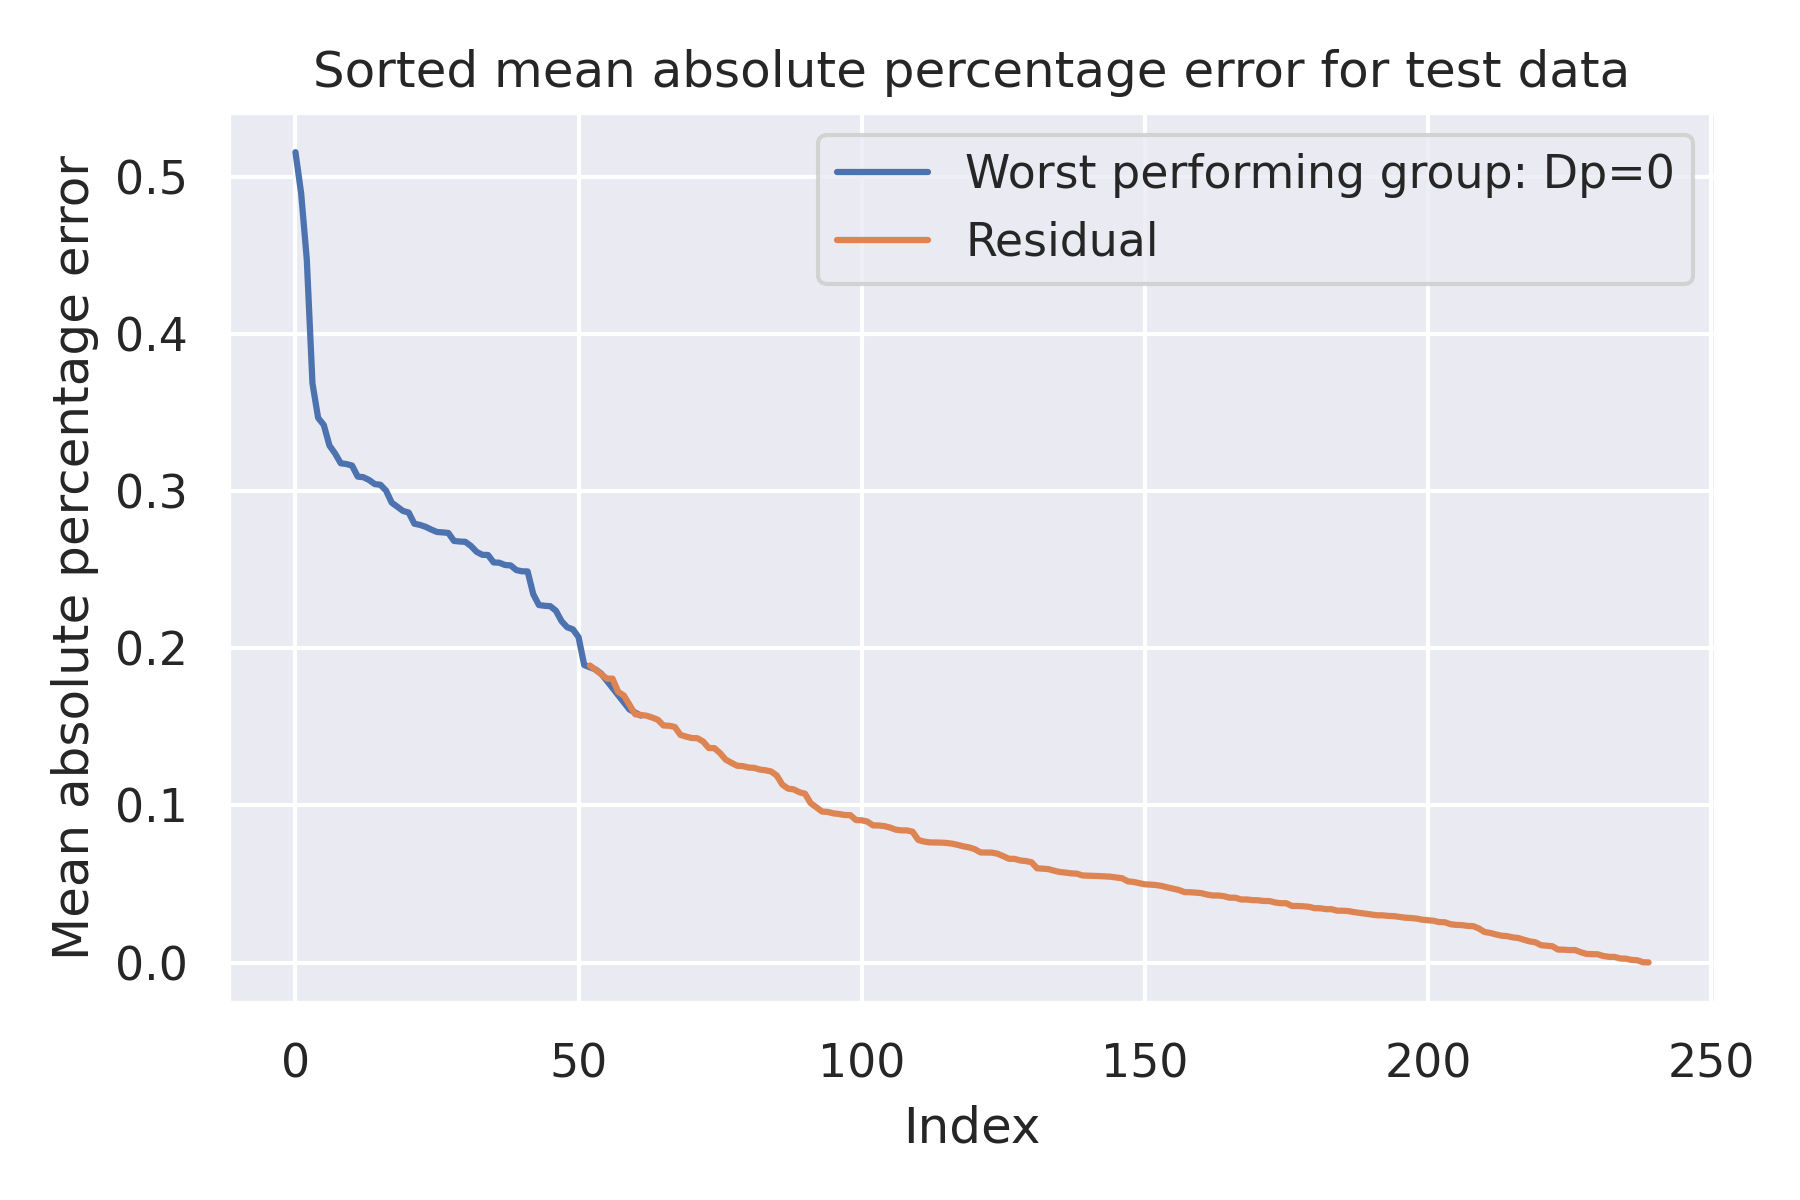 Sorted mean absolute percentage error for test data
Worst performing group: Dp=0
Residual
Mean absolute percentage error
0.5
0.4
0.3
0.2
0.1
0.0
0 50 100 150 200 250
Index